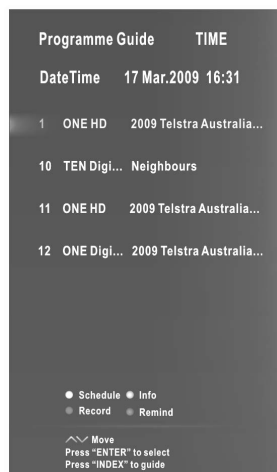 Programme Guide TIME
DateTime 17 Mar.2009 16:31
1 ONE HD 2009 Telstra Australia...
10 TEN Digi... Neighbours
11 ONE HD 2009 Telstra Australia...
12 ONE Digi... 2009 Telstra Australia...
Schedule Info
Record Remind
Move
Press "ENTER" to select
Press "INDEX" to guide